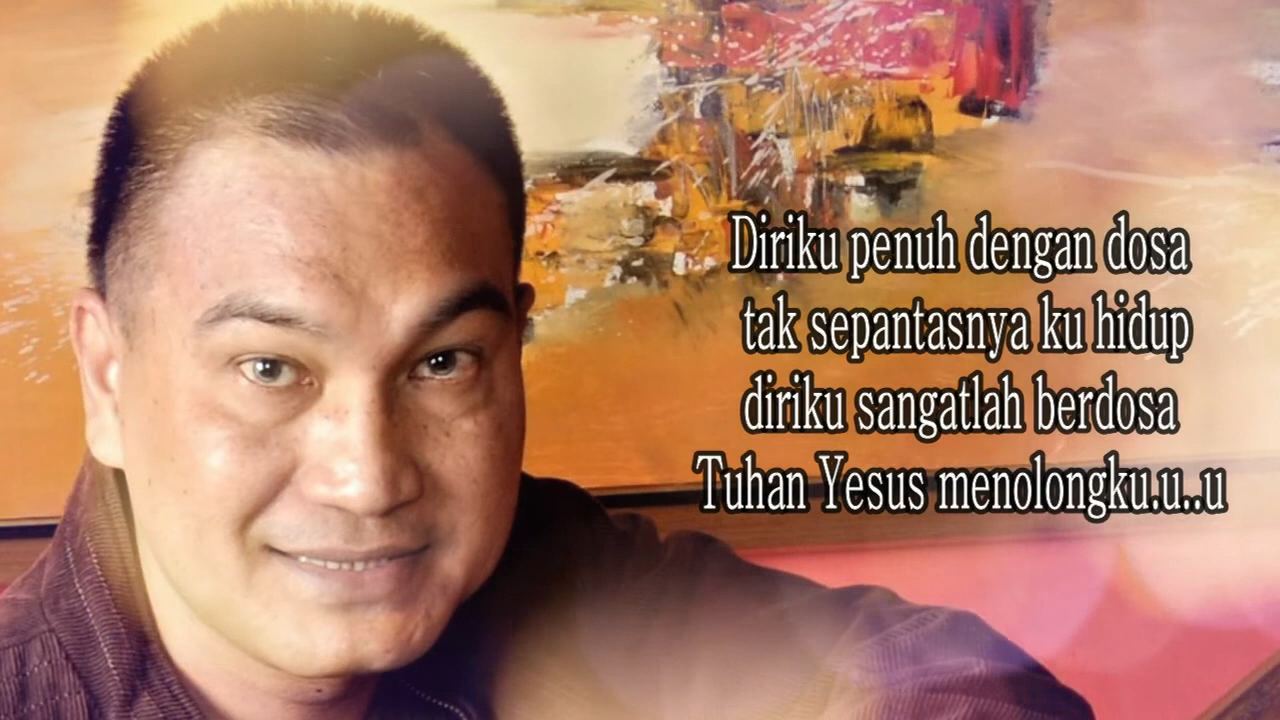 Diriku penuh dengan dosa
tak sepantasnya ku hidup
diriku sangatlah berdosa
Tuhan Yesus menolongku.u..u